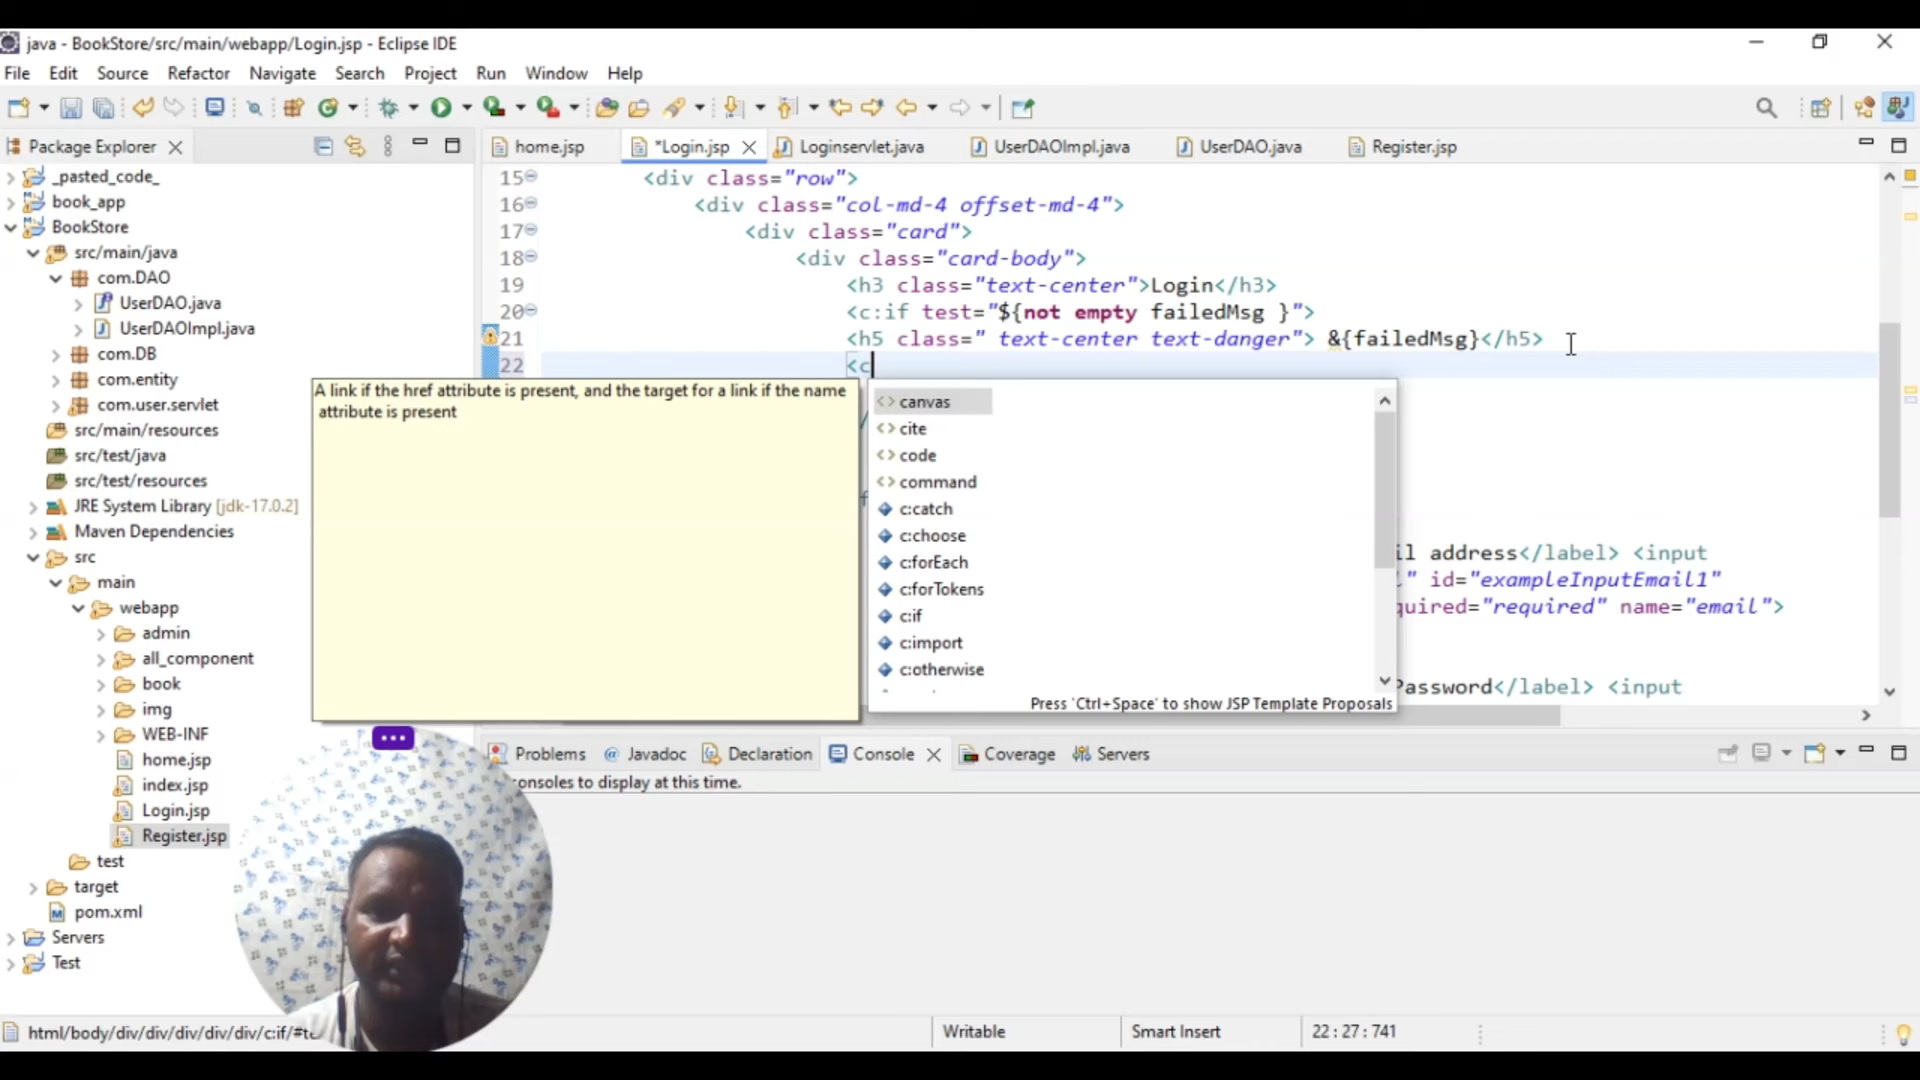 java - BookStore/src/main/webapp/Login.jsp - Eclipse IDE
File Edit Source Refactor Navigate Search Project Run Window Help
Package Explorer
home.jsp *Login.jsp Loginservlet.java UserDAOImpl.java UserDAO.java Register.jsp
_pasted_code_
book_app
BookStore
src/main/java
com.DAO
UserDAO.java
UserDAOImpl.java
com.DB
com.entity
com.user.servlet
src/main/resources
src/test/java
src/test/resources
JRE System Library [jdk-17.0.2]
Maven Dependencies
src
main
webapp
admin
all_component
book
img
WEB-INF
home.jsp
index.jsp
Login.jsp
Register.jsp
test
target
pom.xml
Servers
Test
15 <div class="row">
16 <div class="col-md-4 offset-md-4">
17 <div class="card">
18 <div class="card-body">
19 <h3 class="text-center">Login</h3>
20 <c:if test="${not empty failedMsg }">
21 <h5 class=" text-center text-danger"> &{failedMsg}</h5>
22 <c
A link if the href attribute is present, and the target for a link if the name
attribute is present
canvas
cite
code
command
c:catch
c:choose
c:forEach
c:forTokens
c:if
c:import
c:otherwise
Press 'Ctrl+Space' to show JSP Template Proposals
address</label> <input
id="exampleInputEmail1"
="required" name="email">
Password</label> <input
Problems Javadoc Declaration Console Coverage Servers
consoles to display at this time.
html/body/div/div/div/div/div/c:if/
Writable Smart Insert 22 : 27 : 741